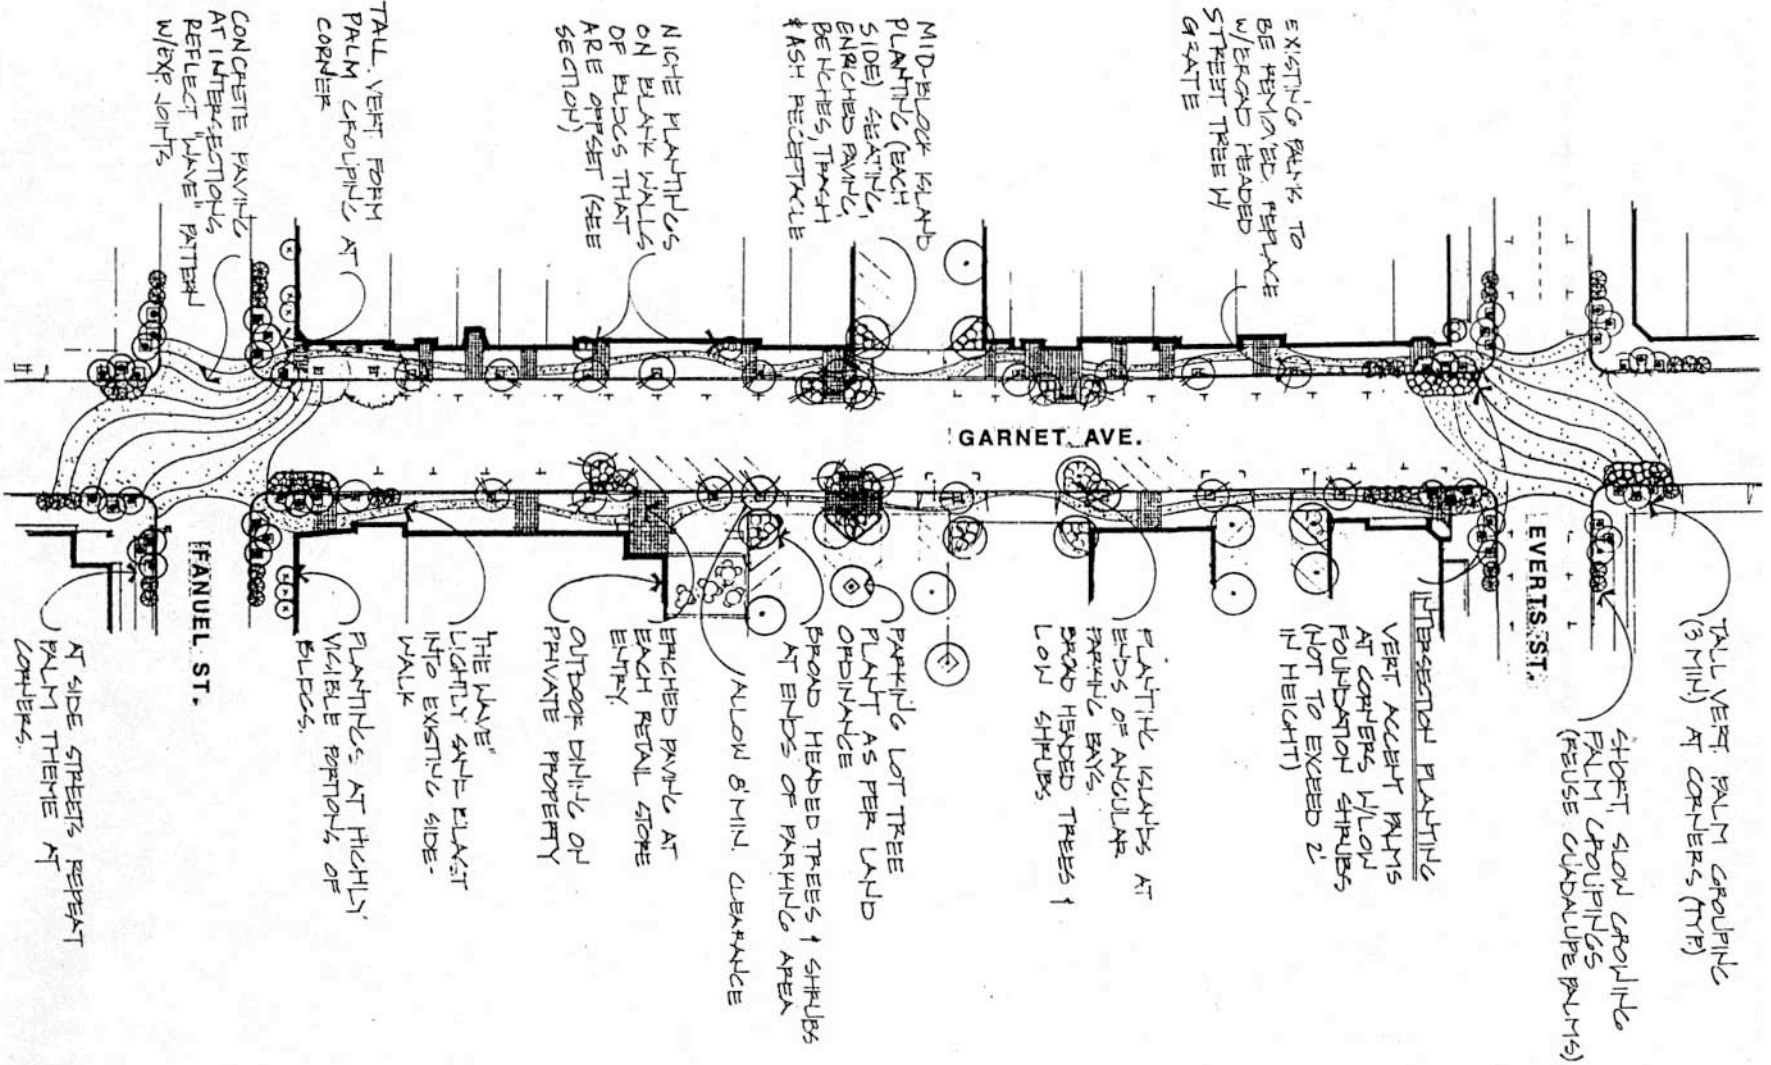 TALL VERT FORM
PALM GROUPING AT
CORNER
CONCRETE PAVING
AT INTERSECTIONS
REFLECT "WAVE" PATTERN
W/EXP. JOINTS
NICHE PLANTINGS
ON BLANK WALLS
OF BLDGS THAT
ARE OFFSET (SEE
SECTION)
MID-BLOCK ISLAND
PLANTING (EACH
SIDE) SEATING,
ENRICHED PAVING,
BENCHES, TRASH
& ASH RECEPTACLE
EXISTING PALMS TO
BE REMOVED. REPLACE
W/BROAD HEADED
STREET TREE W/
GRATE
GARNET AVE.
FANUEL ST.
EVERTS ST.
AT SIDE STREETS REPEAT
PALM THEME AT
CORNERS.
PLANTINGS AT HIGHLY
VISIBLE PORTIONS OF
BLDGS.
"THE WAVE"
LIGHTLY SAND BLAST
INTO EXISTING SIDE-
WALK
OUTDOOR DINING ON
PRIVATE PROPERTY
ERICHED PAVING AT
EACH RETAIL STORE
ENTRY.
ALLOW 8' MIN. CLEARANCE
BROAD HEADED TREES & SHRUBS
AT ENDS OF PARKING AREA
PARKING LOT TREE
PLANT AS PER LAND
ORDINANCE
PLANTING ISLANDS AT
ENDS OF ANGULAR
PARKING BAYS.
BROAD HEADED TREES &
LOW SHRUBS
INTERSECTION PLANTING
VERT ACCENT PALMS
AT CORNERS W/LOW
FOUNDATION SHRUBS
(NOT TO EXCEED 2'
IN HEIGHT)
SHORT, SLOW GROWING
PALM GROUPINGS
(REUSE GUADALUPE PALMS)
TALL VERT PALM GROUPING
(3 MIN) AT CORNERS (TYP.)